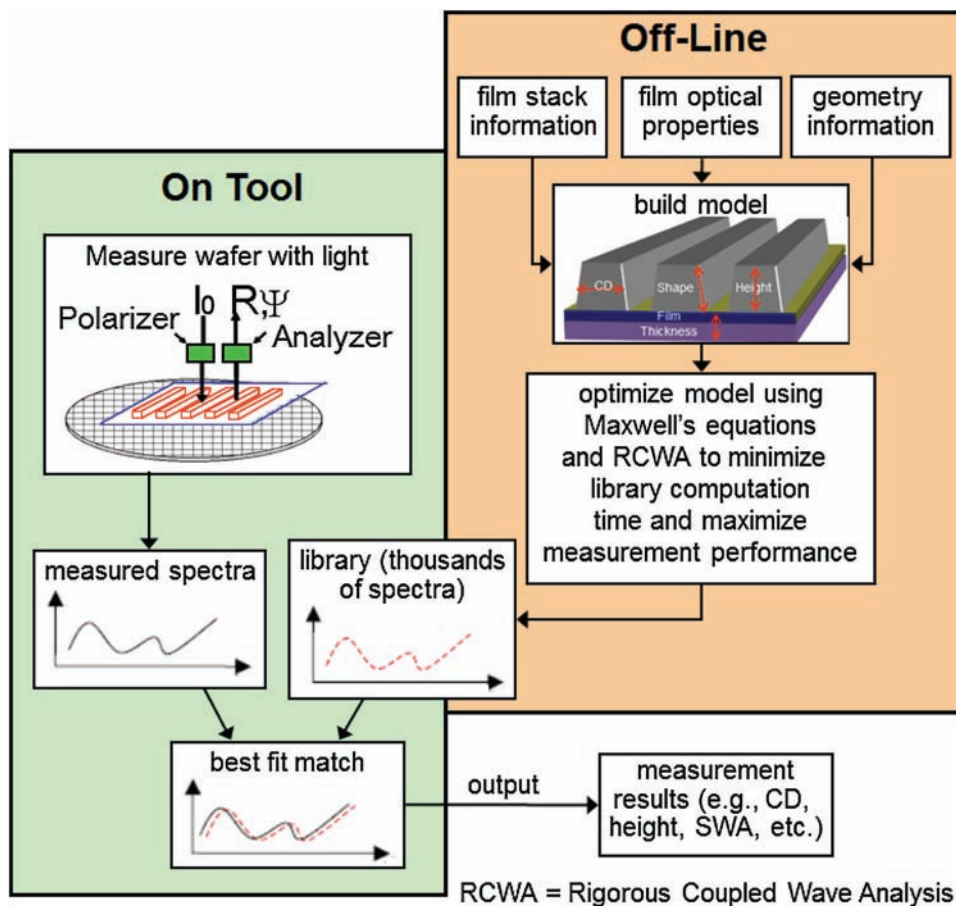 Off-Line
film stack
information
film optical
properties
geometry
information
build model
CD
Shape
Height
Film
Thickness
optimize model using
Maxwell's equations
and RCWA to minimize
library computation
time and maximize
measurement performance
On Tool
Measure wafer with light
I0
R,Ψ
Polarizer
Analyzer
measured spectra
library (thousands
of spectra)
best fit match
output
measurement
results (e.g., CD,
height, SWA, etc.)
RCWA = Rigorous Coupled Wave Analysis